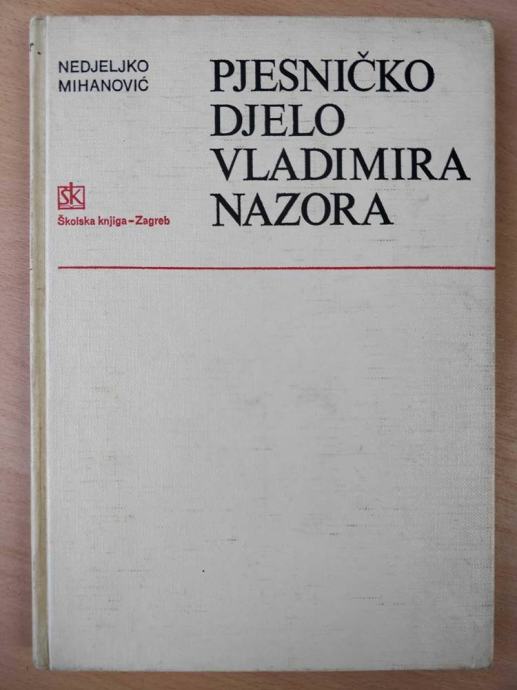 NEDJELJKO
MIHANOVIĆ
PJESNIČKO
DJELO
VLADIMIRA
NAZORA
šk
Školska knjiga–Zagreb